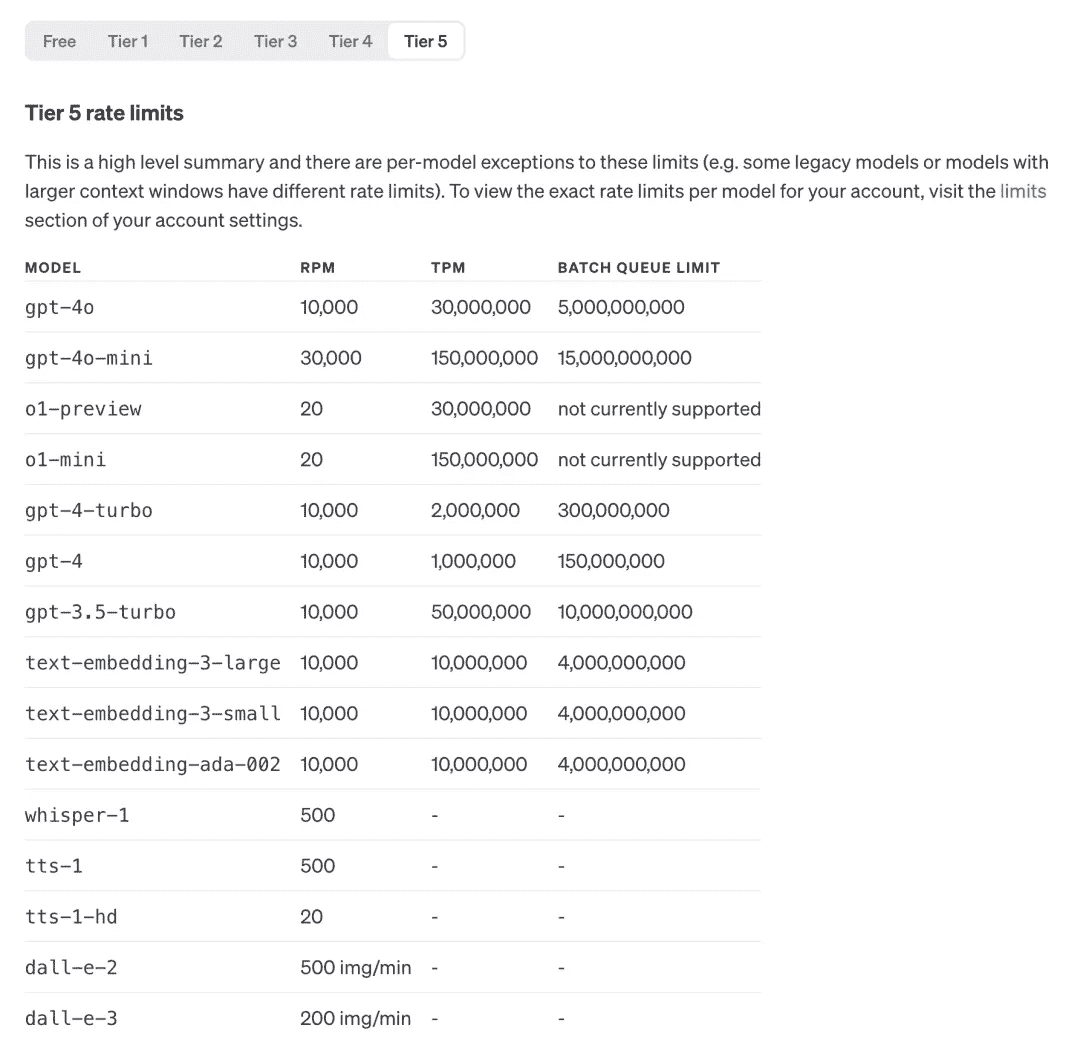 Free Tier 1 Tier 2 Tier 3 Tier 4 Tier 5
Tier 5 rate limits
This is a high level summary and there are per-model exceptions to these limits (e.g. some legacy models or models with
larger context windows have different rate limits). To view the exact rate limits per model for your account, visit the limits
section of your account settings.
MODEL RPM TPM BATCH QUEUE LIMIT
gpt-4o 10,000 30,000,000 5,000,000,000
gpt-4o-mini 30,000 150,000,000 15,000,000,000
o1-preview 20 30,000,000 not currently supported
o1-mini 20 150,000,000 not currently supported
gpt-4-turbo 10,000 2,000,000 300,000,000
gpt-4 10,000 1,000,000 150,000,000
gpt-3.5-turbo 10,000 50,000,000 10,000,000,000
text-embedding-3-large 10,000 10,000,000 4,000,000,000
text-embedding-3-small 10,000 10,000,000 4,000,000,000
text-embedding-ada-002 10,000 10,000,000 4,000,000,000
whisper-1 500 - -
tts-1 500 - -
tts-1-hd 20 - -
dall-e-2 500 img/min - -
dall-e-3 200 img/min - -